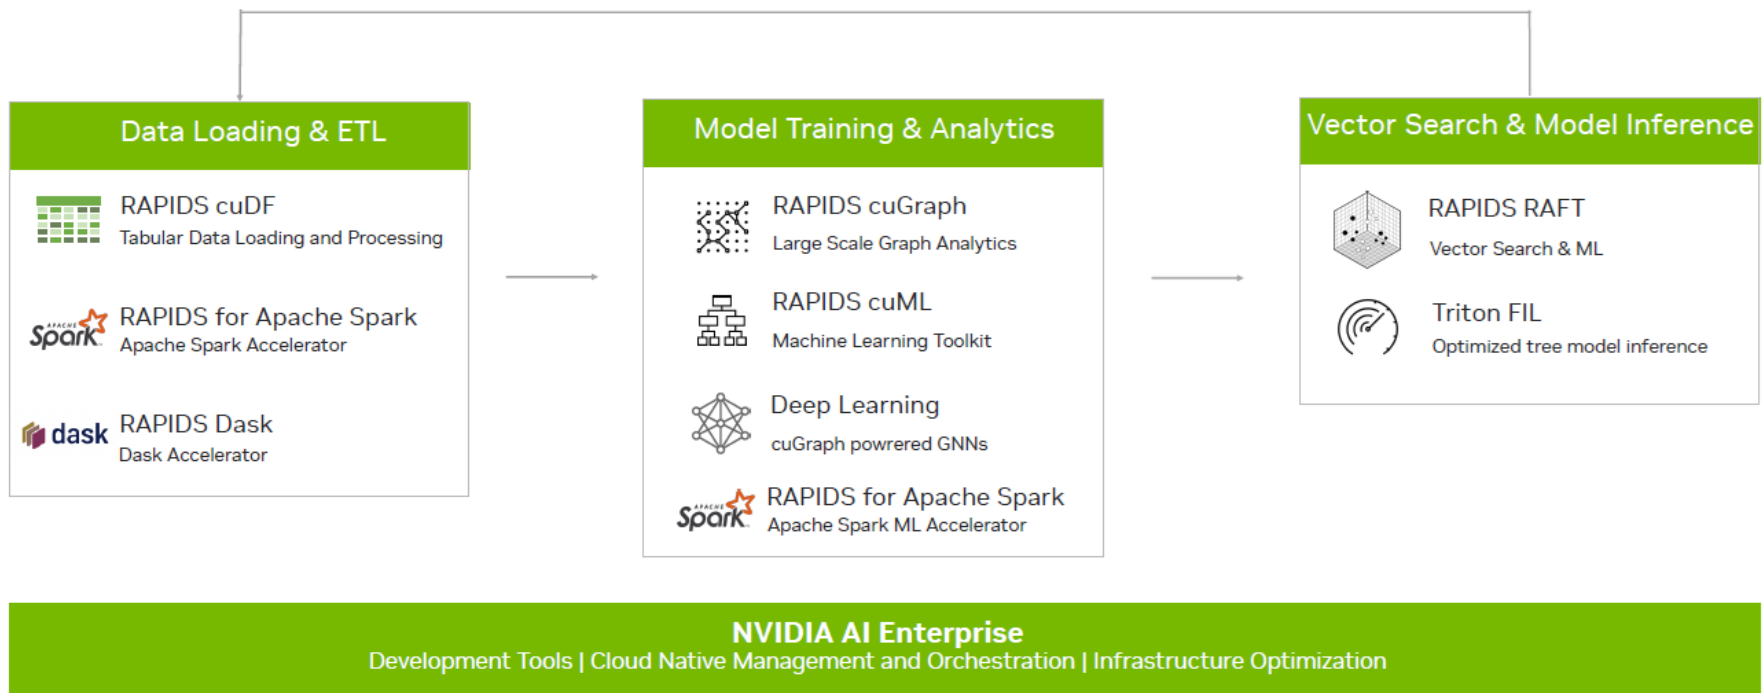 Data Loading & ETL
RAPIDS cuDF
Tabular Data Loading and Processing
APACHE
Spark
RAPIDS for Apache Spark
Apache Spark Accelerator
dask
RAPIDS Dask
Dask Accelerator
Model Training & Analytics
RAPIDS cuGraph
Large Scale Graph Analytics
RAPIDS cuML
Machine Learning Toolkit
Deep Learning
cuGraph powrered GNNs
APACHE
Spark
RAPIDS for Apache Spark
Apache Spark ML Accelerator
Vector Search & Model Inference
RAPIDS RAFT
Vector Search & ML
Triton FIL
Optimized tree model inference
NVIDIA AI Enterprise
Development Tools | Cloud Native Management and Orchestration | Infrastructure Optimization